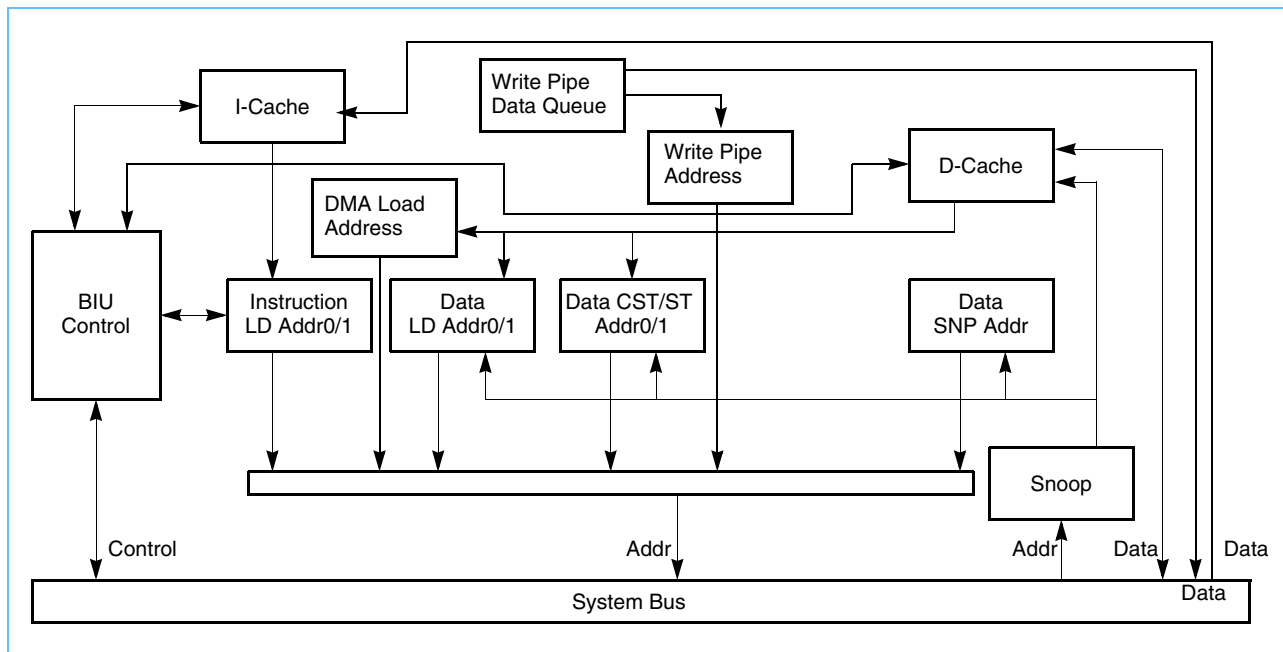 Write Pipe
Data Queue
I-Cache
Write Pipe
Address
D-Cache
DMA Load
Address
BIU
Control
Instruction
LD Addr0/1
Data
LD Addr0/1
Data CST/ST
Addr0/1
Data
SNP Addr
Snoop
Control
Addr
Addr
Data
Data
Data
System Bus